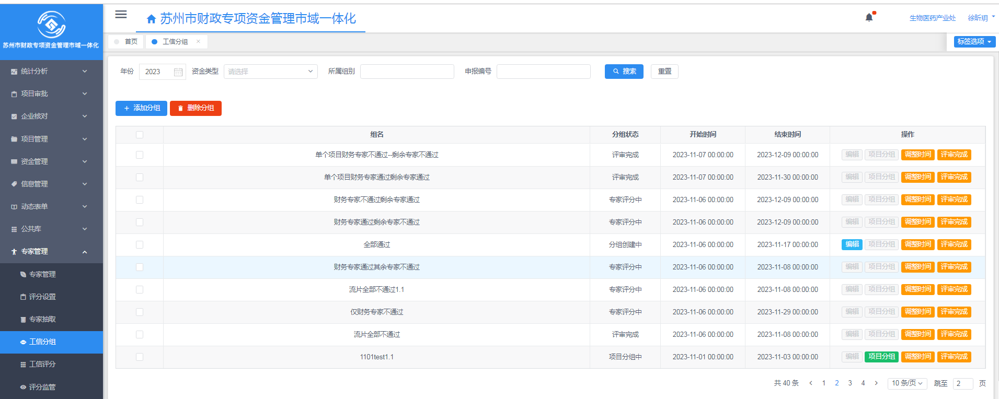 苏州市财政专项资金管理市域一体化
生物医药产业处 徐昕玥
苏州市财政专项资金管理市域一体化
首页 工信分组 × 标签选项
统计分析
项目审批
企业核对
项目管理
资金管理
信息管理
动态表单
公共库
专家管理
专家管理
评分设置
专家抽取
工信分组
工信评分
评分监管
年份 2023 资金类型 请选择 所属组别 申报编号 搜索 重置
+ 添加分组 删除分组
组名 分组状态 开始时间 结束时间 操作
单个项目财务专家不通过--剩余专家不通过 评审完成 2023-11-07 00:00:00 2023-12-09 00:00:00 编辑 项目分组 调整时间 评审完成
单个项目财务专家通过剩余专家通过 评审完成 2023-11-07 00:00:00 2023-11-30 00:00:00 编辑 项目分组 调整时间 评审完成
财务专家不通过剩余专家通过 专家评分中 2023-11-06 00:00:00 2023-12-09 00:00:00 编辑 项目分组 调整时间 评审完成
财务专家通过剩余专家不通过 专家评分中 2023-11-06 00:00:00 2023-12-09 00:00:00 编辑 项目分组 调整时间 评审完成
全部通过 分组创建中 2023-11-06 00:00:00 2023-11-17 00:00:00 编辑 项目分组 调整时间 评审完成
财务专家通过其余专家不通过 专家评分中 2023-11-06 00:00:00 2023-11-08 00:00:00 编辑 项目分组 调整时间 评审完成
流片全部不通过1.1 专家评分中 2023-11-06 00:00:00 2023-11-08 00:00:00 编辑 项目分组 调整时间 评审完成
仅财务专家不通过 专家评分中 2023-11-06 00:00:00 2023-11-29 00:00:00 编辑 项目分组 调整时间 评审完成
流片全部不通过 评审完成 2023-11-06 00:00:00 2023-11-08 00:00:00 编辑 项目分组 调整时间 评审完成
1101test1.1 项目分组中 2023-11-01 00:00:00 2023-11-03 00:00:00 编辑 项目分组 调整时间 评审完成
共 40 条 < 1 2 3 4 > 10 条/页 跳至 2 页